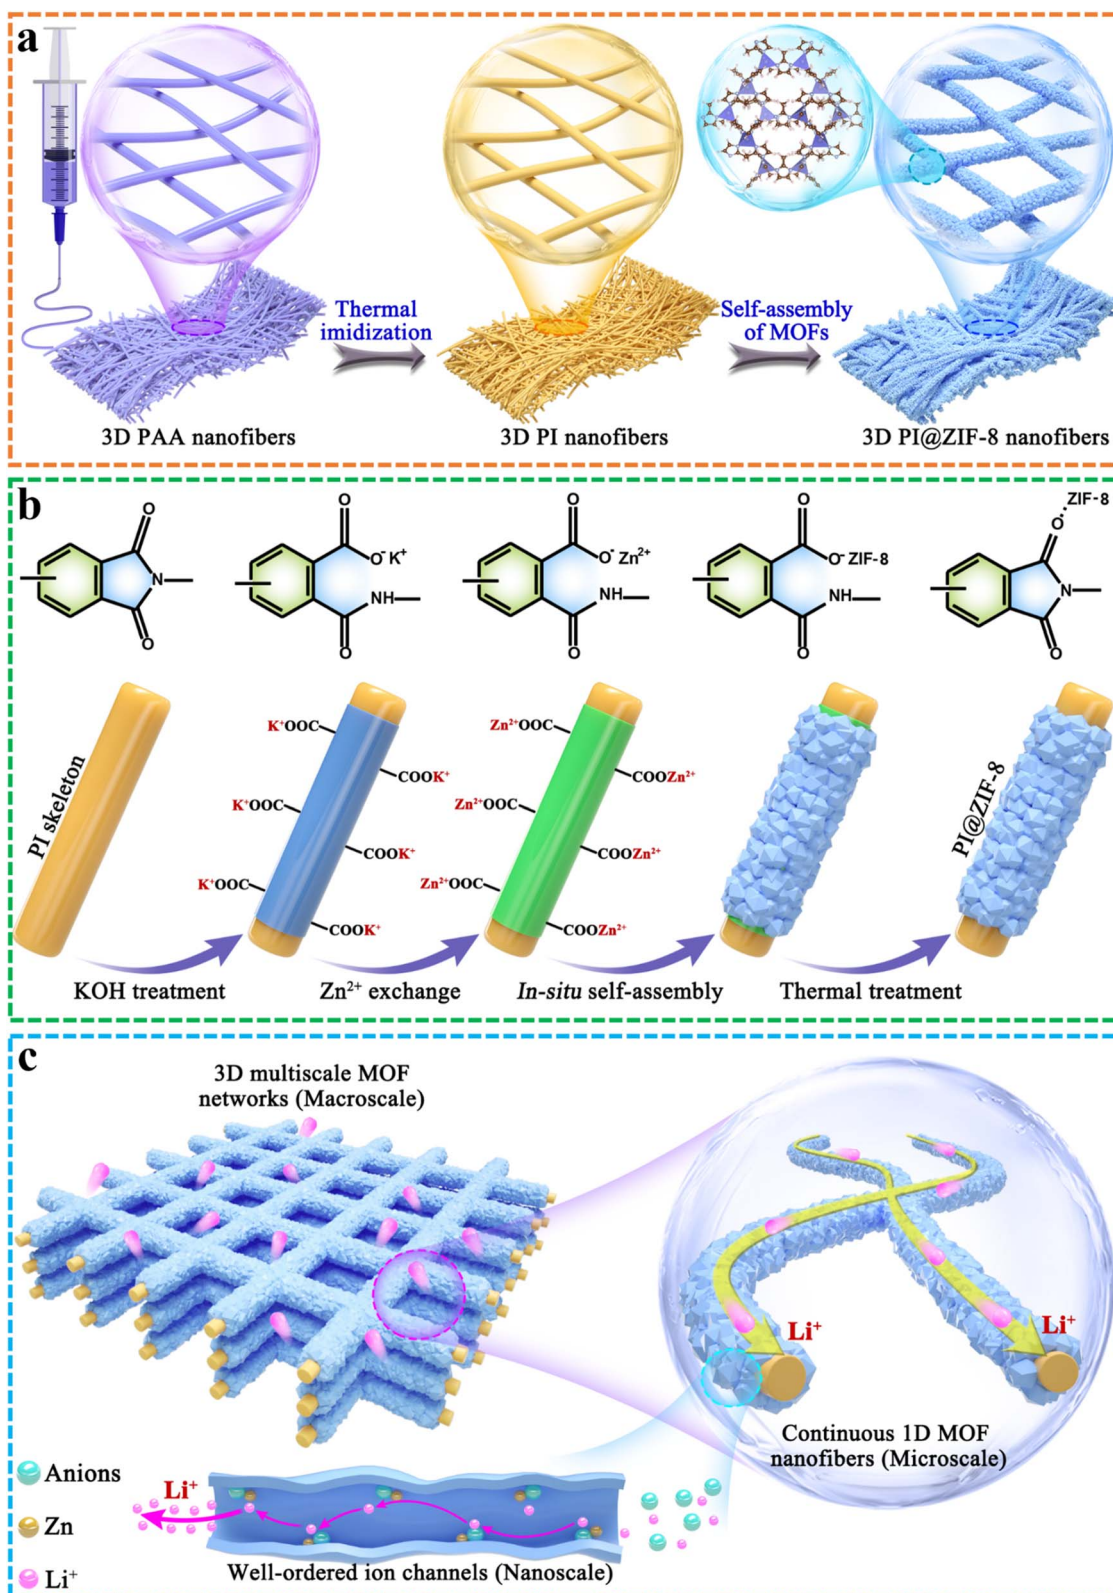 a
Thermal
imidization
Self-assembly
of MOFs
3D PAA nanofibers
3D PI nanofibers
3D PI@ZIF-8 nanofibers
b
O
N
O
O
O⁻ K⁺
NH
O
O
O⁻ Zn²⁺
NH
O
O
O⁻ ZIF-8
NH
O
ZIF-8
O
N
O
PI skeleton
K⁺OOC
COOK⁺
K⁺OOC
COOK⁺
K⁺OOC
COOK⁺
Zn²⁺OOC
COOZn²⁺
Zn²⁺OOC
COOZn²⁺
Zn²⁺OOC
COOZn²⁺
PI@ZIF-8
KOH treatment
Zn²⁺ exchange
In-situ self-assembly
Thermal treatment
c
3D multiscale MOF
networks (Macroscale)
Li⁺
Li⁺
Continuous 1D MOF
nanofibers (Microscale)
Anions
Zn
Li⁺
Li⁺
Well-ordered ion channels (Nanoscale)